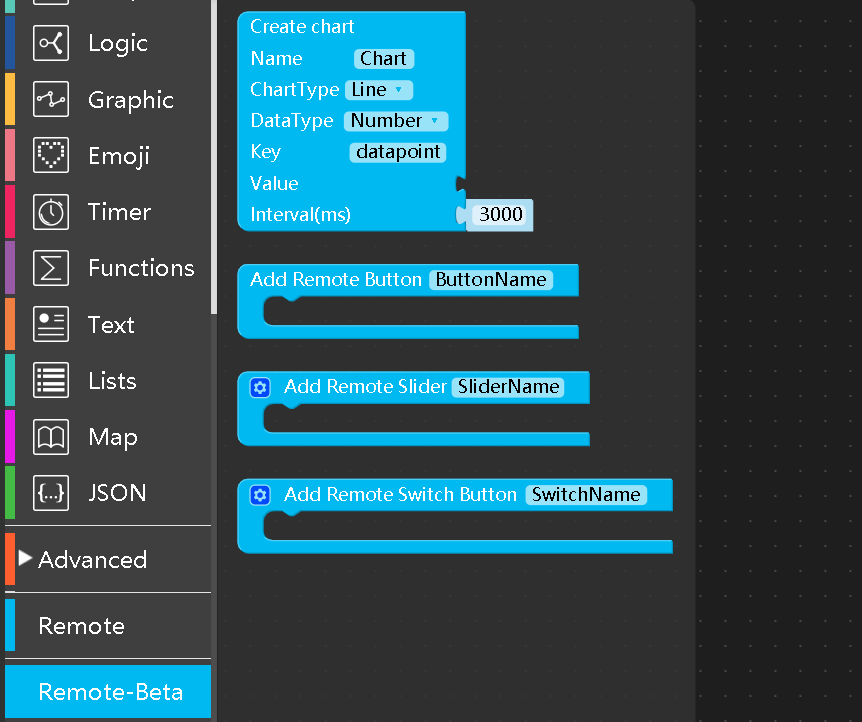 Logic
Graphic
Emoji
Timer
Functions
Text
Lists
Map
{...} JSON
Advanced
Remote
Remote-Beta
Create chart
Name Chart
ChartType Line
DataType Number
Key datapoint
Value
Interval(ms) 3000
Add Remote Button ButtonName
Add Remote Slider SliderName
Add Remote Switch Button SwitchName